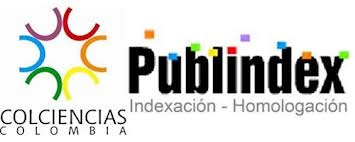 COLCIENCIAS
COLOMBIA
Publindex
Indexación - Homologación